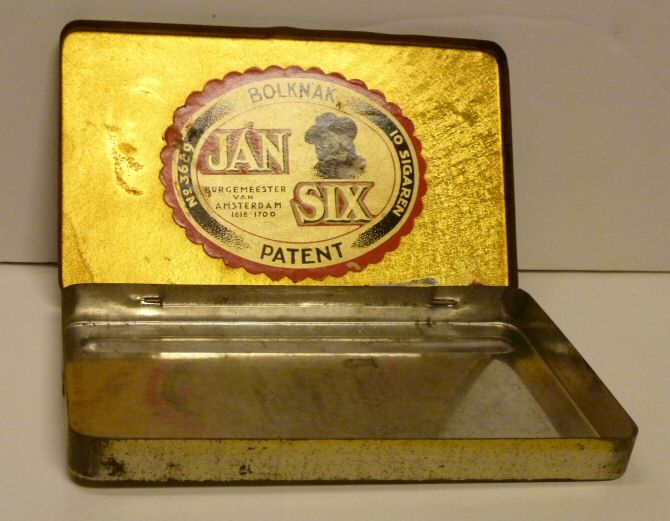 BOLKNAK
No 3689
10 SIGAREN
JAN
BURGEMEESTER
VAN
AMSTERDAM
1618-1700
SIX
PATENT